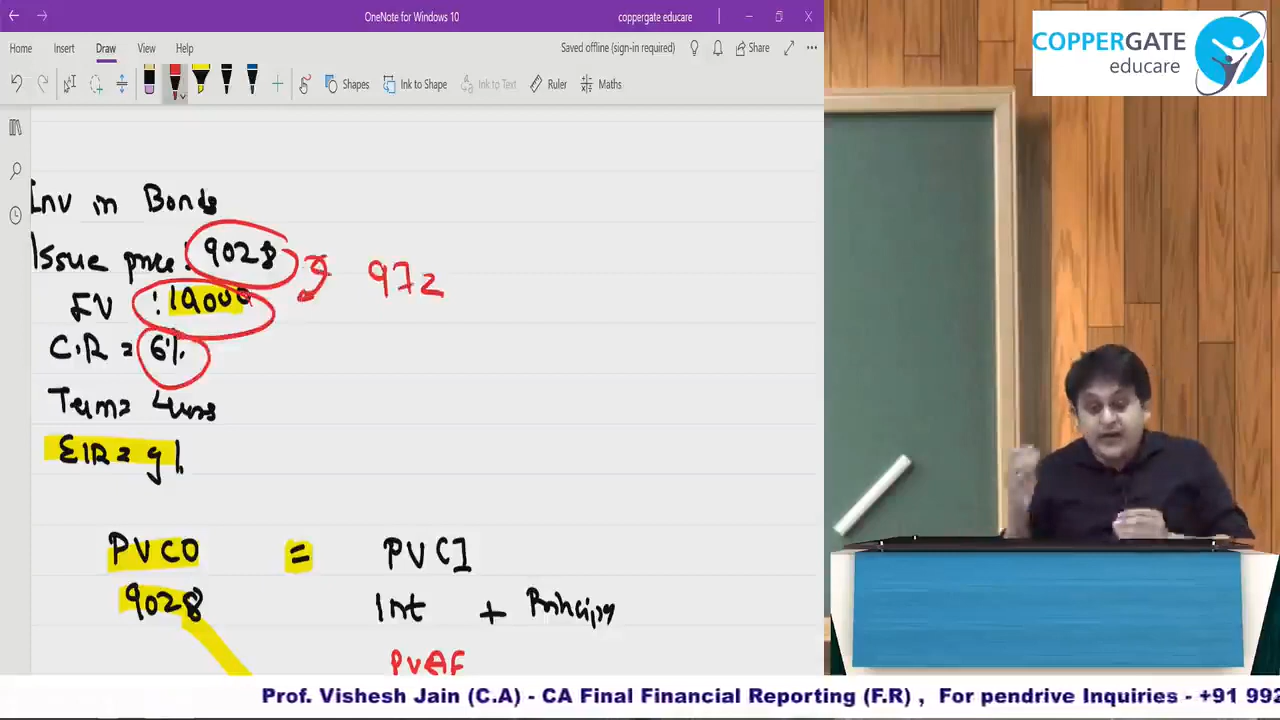 OneNote for Windows 10
coppergate educare
Home Insert Draw View Help
Saved offline (sign-in required)
Share
Shapes
Ink to Shape
Ink to Text
Ruler
Maths
COPPERGATE
educare
Inv in Bonds
Issue price : 9028
972
FV : 10000
C.R = 6%
Term = 4yrs
EIR = 9%
PVCO = PVCI
9028 Int +
PVAF
Prof. Vishesh Jain (C.A) - CA Final Financial Reporting (F.R) , For pendrive Inquiries - +91 992